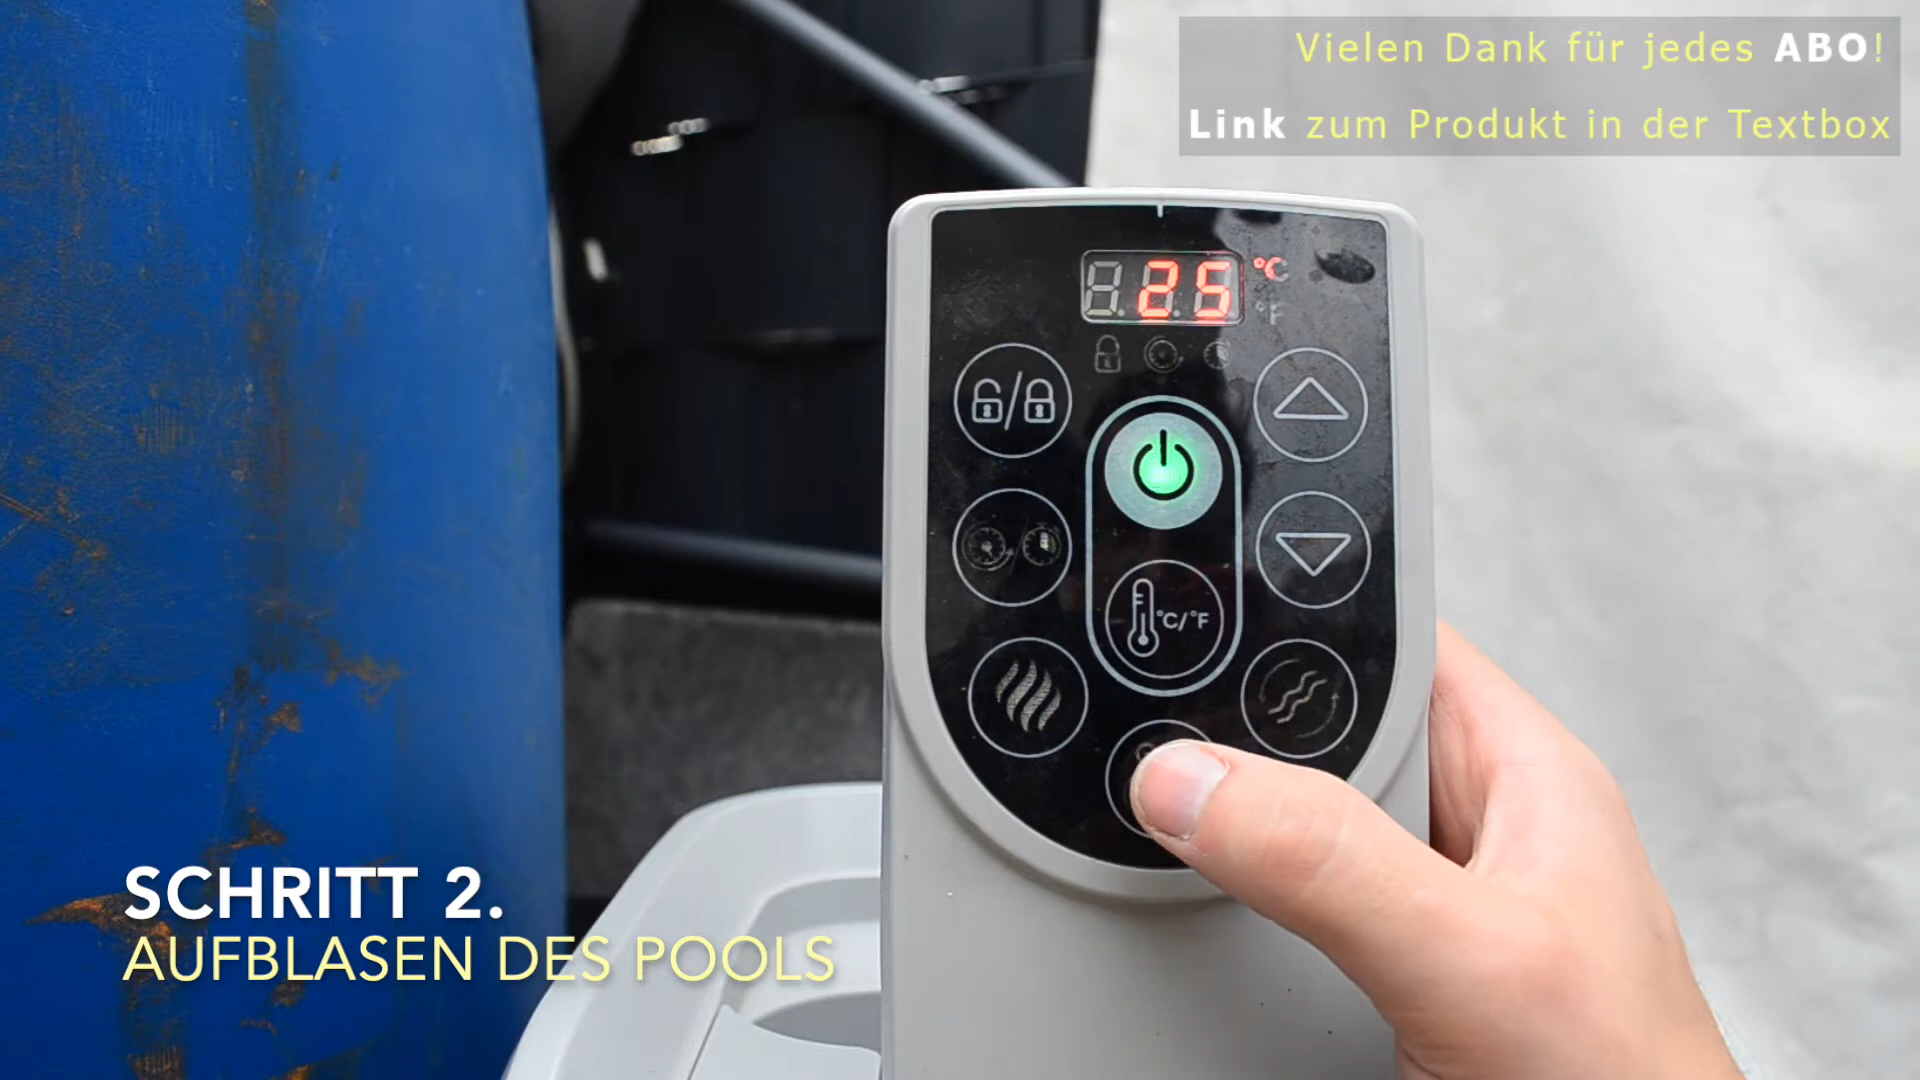 Vielen Dank für jedes ABO!
Link zum Produkt in der Textbox
25 °C
°F
°C/°F
SCHRITT 2.
AUFBLASEN DES POOLS